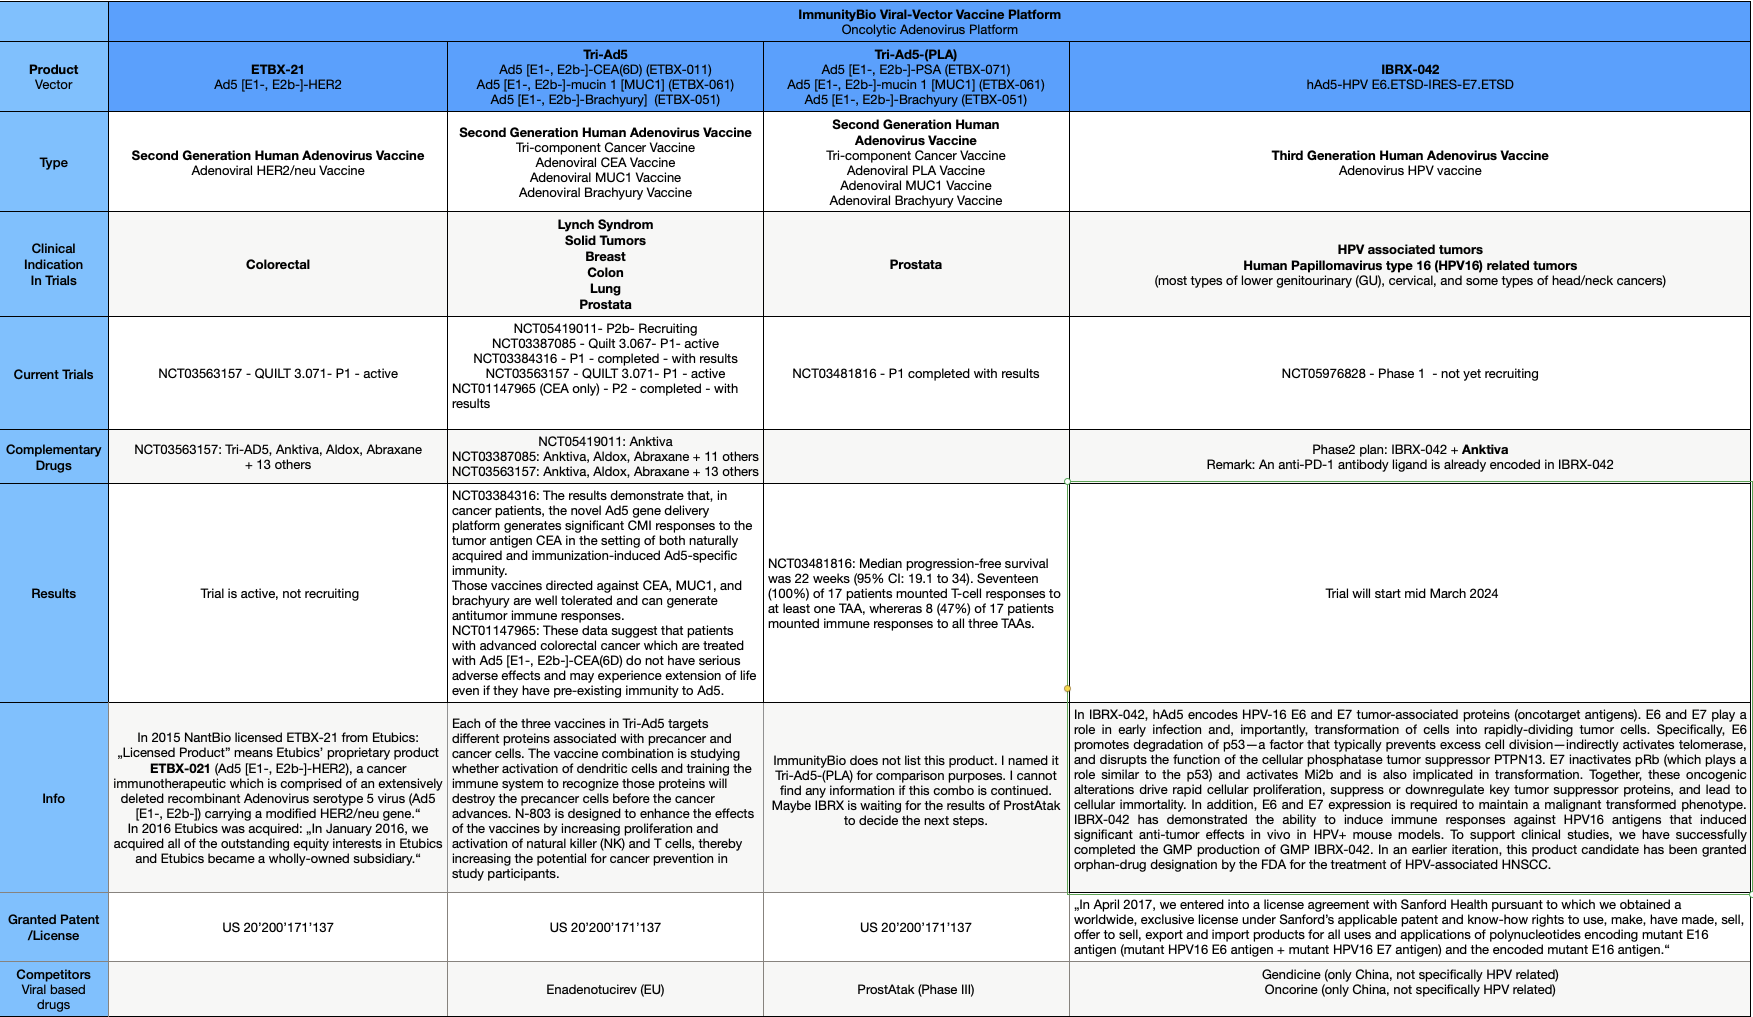 ImmunityBio Viral-Vector Vaccine Platform
Oncolytic Adenovirus Platform
Product
Vector
ETBX-21
Ad5 [E1-, E2b-]-HER2
Tri-Ad5
Ad5 [E1-, E2b-]-CEA(6D) (ETBX-011)
Ad5 [E1-, E2b-]-mucin 1 [MUC1] (ETBX-061)
Ad5 [E1-, E2b-]-Brachyury] (ETBX-051)
Tri-Ad5-(PLA)
Ad5 [E1-, E2b-]-PSA (ETBX-071)
Ad5 [E1-, E2b-]-mucin 1 [MUC1] (ETBX-061)
Ad5 [E1-, E2b-]-Brachyury (ETBX-051)
IBRX-042
hAd5-HPV E6.ETSD-IRES-E7.ETSD
Type
Second Generation Human Adenovirus Vaccine
Adenoviral HER2/neu Vaccine
Second Generation Human Adenovirus Vaccine
Tri-component Cancer Vaccine
Adenoviral CEA Vaccine
Adenoviral MUC1 Vaccine
Adenoviral Brachyury Vaccine
Second Generation Human
Adenovirus Vaccine
Tri-component Cancer Vaccine
Adenoviral PLA Vaccine
Adenoviral MUC1 Vaccine
Adenoviral Brachyury Vaccine
Third Generation Human Adenovirus Vaccine
Adenovirus HPV vaccine
Clinical
Indication
In Trials
Colorectal
Lynch Syndrom
Solid Tumors
Breast
Colon
Lung
Prostata
Prostata
HPV associated tumors
Human Papillomavirus type 16 (HPV16) related tumors
(most types of lower genitourinary (GU), cervical, and some types of head/neck cancers)
Current Trials
NCT03563157 - QUILT 3.071- P1 - active
NCT05419011- P2b- Recruiting
NCT03387085 - Quilt 3.067- P1- active
NCT03384316 - P1 - completed - with results
NCT03563157 - QUILT 3.071- P1 - active
NCT01147965 (CEA only) - P2 - completed - with
results
NCT03481816 - P1 completed with results
NCT05976828 - Phase 1 - not yet recruiting
Complementary
Drugs
NCT03563157: Tri-AD5, Anktiva, Aldox, Abraxane
+ 13 others
NCT05419011: Anktiva
NCT03387085: Anktiva, Aldox, Abraxane + 11 others
NCT03563157: Anktiva, Aldox, Abraxane + 13 others
Phase2 plan: IBRX-042 + Anktiva
Remark: An anti-PD-1 antibody ligand is already encoded in IBRX-042
Results
Trial is active, not recruiting
NCT03384316: The results demonstrate that, in
cancer patients, the novel Ad5 gene delivery
platform generates significant CMI responses to the
tumor antigen CEA in the setting of both naturally
acquired and immunization-induced Ad5-specific
immunity.
Those vaccines directed against CEA, MUC1, and
brachyury are well tolerated and can generate
antitumor immune responses.
NCT01147965: These data suggest that patients
with advanced colorectal cancer which are treated
with Ad5 [E1-, E2b-]-CEA(6D) do not have serious
adverse effects and may experience extension of life
even if they have pre-existing immunity to Ad5.
NCT03481816: Median progression-free survival
was 22 weeks (95% CI: 19.1 to 34). Seventeen
(100%) of 17 patients mounted T-cell responses to
at least one TAA, whereras 8 (47%) of 17 patients
mounted immune responses to all three TAAs.
Trial will start mid March 2024
Info
In 2015 NantBio licensed ETBX-21 from Etubics:
„Licensed Product” means Etubics’ proprietary product
ETBX-021 (Ad5 [E1-, E2b-]-HER2), a cancer
immunotherapeutic which is comprised of an extensively
deleted recombinant Adenovirus serotype 5 virus (Ad5
[E1-, E2b-]) carrying a modified HER2/neu gene.“
In 2016 Etubics was acquired: „In January 2016, we
acquired all of the outstanding equity interests in Etubics
and Etubics became a wholly-owned subsidiary.“
Each of the three vaccines in Tri-Ad5 targets
different proteins associated with precancer and
cancer cells. The vaccine combination is studying
whether activation of dendritic cells and training the
immune system to recognize those proteins will
destroy the precancer cells before the cancer
advances. N-803 is designed to enhance the effects
of the vaccines by increasing proliferation and
activation of natural killer (NK) and T cells, thereby
increasing the potential for cancer prevention in
study participants.
ImmunityBio does not list this product. I named it
Tri-Ad5-(PLA) for comparison purposes. I cannot
find any information if this combo is continued.
Maybe IBRX is waiting for the results of ProstAtak
to decide the next steps.
In IBRX-042, hAd5 encodes HPV-16 E6 and E7 tumor-associated proteins (oncotarget antigens). E6 and E7 play a
role in early infection and, importantly, transformation of cells into rapidly-dividing tumor cells. Specifically, E6
promotes degradation of p53—a factor that typically prevents excess cell division—indirectly activates telomerase,
and disrupts the function of the cellular phosphatase tumor suppressor PTPN13. E7 inactivates pRb (which plays a
role similar to the p53) and activates Mi2b and is also implicated in transformation. Together, these oncogenic
alterations drive rapid cellular proliferation, suppress or downregulate key tumor suppressor proteins, and lead to
cellular immortality. In addition, E6 and E7 expression is required to maintain a malignant transformed phenotype.
IBRX-042 has demonstrated the ability to induce immune responses against HPV16 antigens that induced
significant anti-tumor effects in vivo in HPV+ mouse models. To support clinical studies, we have successfully
completed the GMP production of GMP IBRX-042. In an earlier iteration, this product candidate has been granted
orphan-drug designation by the FDA for the treatment of HPV-associated HNSCC.
Granted Patent
/License
US 20’200’171’137
US 20’200’171’137
US 20’200’171’137
„In April 2017, we entered into a license agreement with Sanford Health pursuant to which we obtained a
worldwide, exclusive license under Sanford’s applicable patent and know-how rights to use, make, have made, sell,
offer to sell, export and import products for all uses and applications of polynucleotides encoding mutant E16
antigen (mutant HPV16 E6 antigen + mutant HPV16 E7 antigen) and the encoded mutant E16 antigen.“
Competitors
Viral based
drugs
Enadenotucirev (EU)
ProstAtak (Phase III)
Gendicine (only China, not specifically HPV related)
Oncorine (only China, not specifically HPV related)